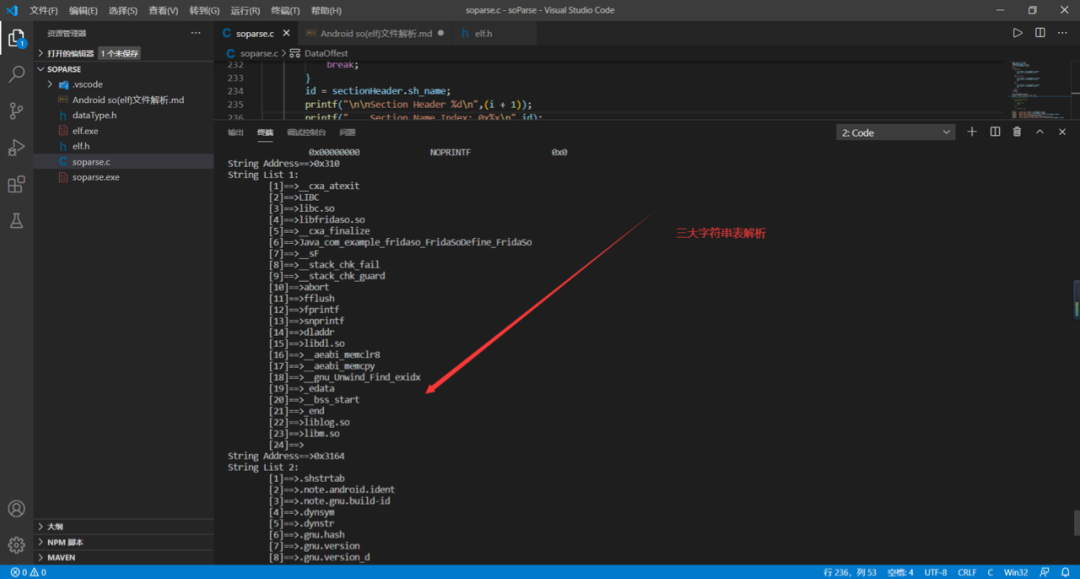 文件(F) 编辑(E) 选择(S) 查看(V) 转到(G) 运行(R) 终端(T) 帮助(H) soparse.c - soParse - Visual Studio Code
资源管理器
打开的编辑器 1 个未保存
SOPARSE
.vscode
Android so(elf)文件解析.md
dataType.h
elf.exe
elf.h
soparse.c
soparse.exe
大纲
NPM 脚本
MAVEN
soparse.c Android so(elf)文件解析.md elf.h
soparse.c > DataOffest
232 break;
233 }
234 id = sectionHeader.sh_name;
235 printf("\n\nSection Header %d\n",(i + 1));
236 printf(" Section Name Index: 0x%x\n",id);
输出 终端 调试控制台 问题 2: Code
0x00000000 NOPRINTF 0x0
String Address==>0x310
String List 1:
[1]==>__cxa_atexit
[2]==>LIBC
[3]==>libc.so
[4]==>libfridaso.so
[5]==>__cxa_finalize
[6]==>Java_com_example_fridaso_FridaSoDefine_FridaSo
[7]==>__sF
[8]==>__stack_chk_fail
[9]==>__stack_chk_guard
[10]==>abort
[11]==>fflush
[12]==>fprintf
[13]==>snprintf
[14]==>dladdr
[15]==>libdl.so
[16]==>__aeabi_memclr8
[17]==>__aeabi_memcpy
[18]==>__gnu_Unwind_Find_exidx
[19]==>_edata
[20]==>__bss_start
[21]==>_end
[22]==>liblog.so
[23]==>libm.so
[24]==>
String Address==>0x3164
String List 2:
[1]==>.shstrtab
[2]==>.note.android.ident
[3]==>.note.gnu.build-id
[4]==>.dynsym
[5]==>.dynstr
[6]==>.gnu.hash
[7]==>.gnu.version
[8]==>.gnu.version_d
三大字符串表解析
0 0 行 236，列 53 空格: 4 UTF-8 CRLF C Win32